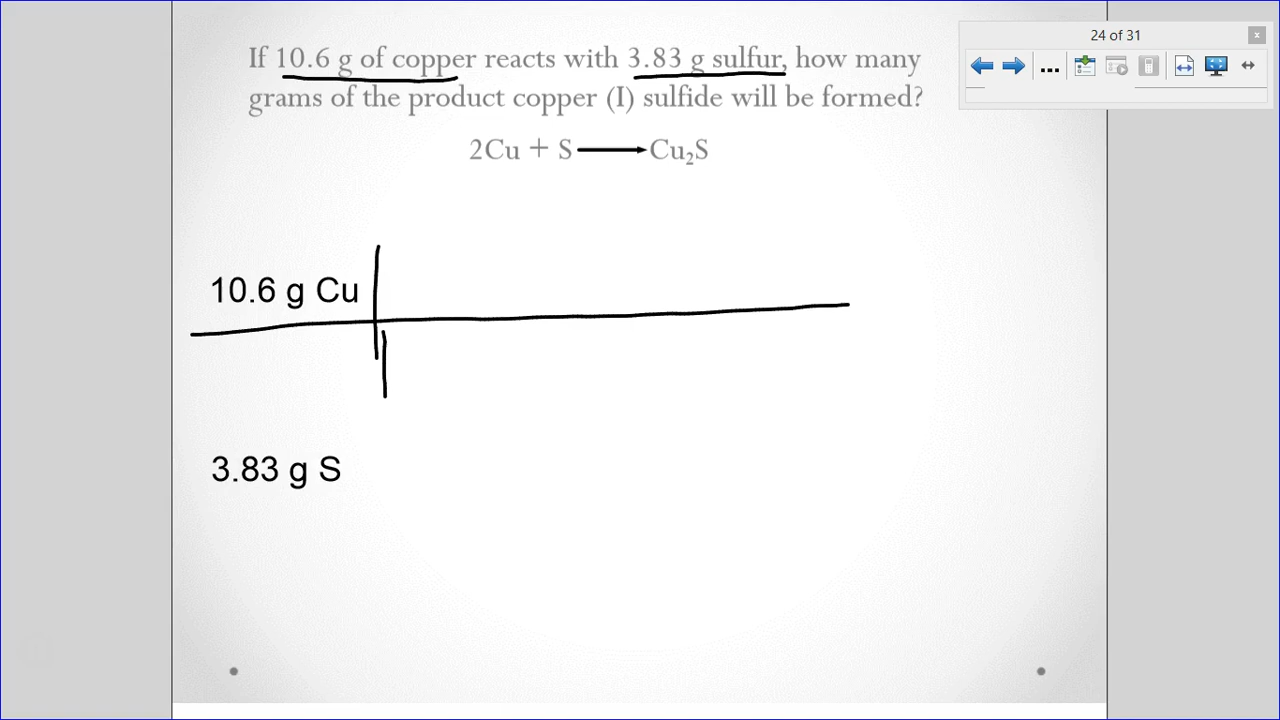 24 of 31
If 10.6 g of copper reacts with 3.83 g sulfur, how many
grams of the product copper (I) sulfide will be formed?
2Cu + S⟶Cu₂S
10.6 g Cu
3.83 g S